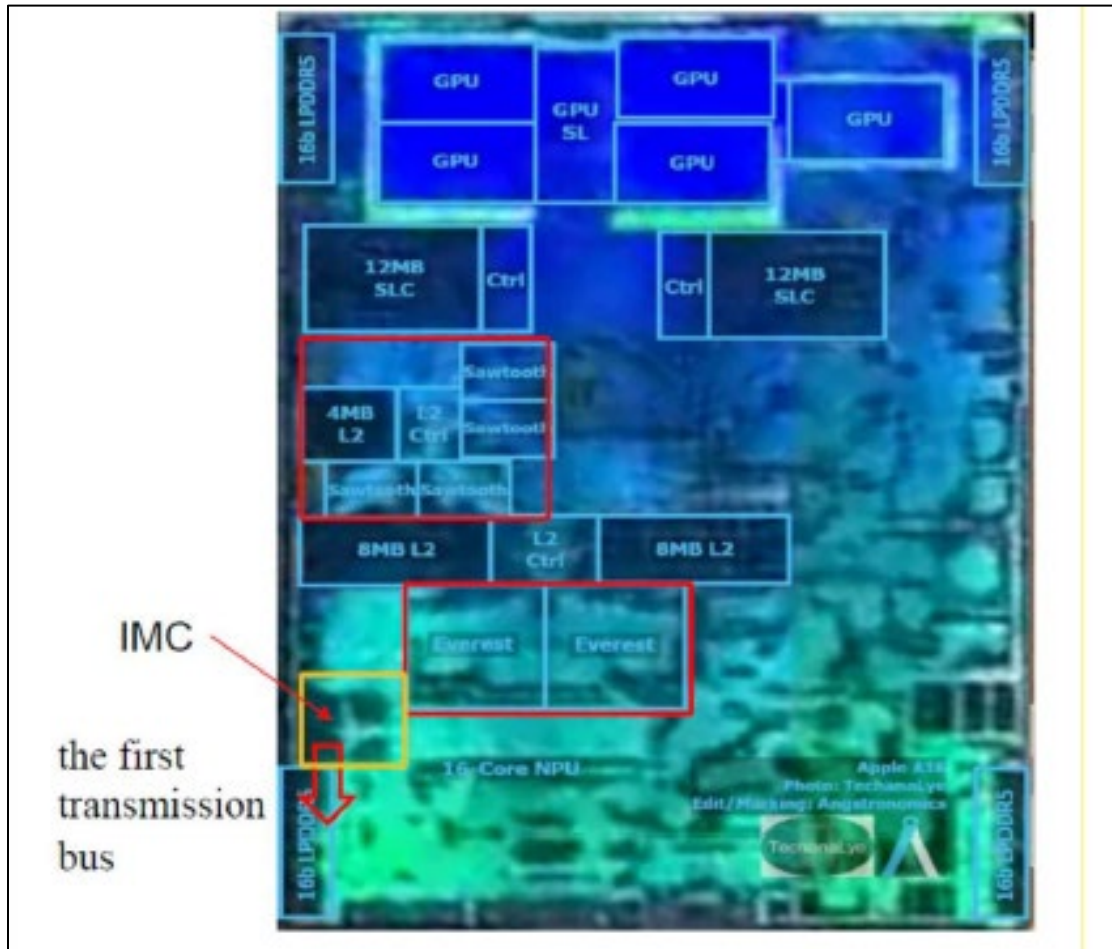 16b LPDDR5
GPU
GPU
SL
GPU
GPU
16b LPDDR5
GPU
GPU
12MB
SLC
Ctrl
Ctrl
12MB
SLC
Sawtooth
4MB
L2
L2
Ctrl
Sawtooth
Sawtooth
Sawtooth
8MB L2
L2
Ctrl
8MB L2
Everest
Everest
IMC
the first
transmission
bus
16-Core NPU
Apple A16
Photo: TechanaLye
Edit/Marking: Angstronomics
TechanaLye
16b LPDDR5
16b LPDDR5